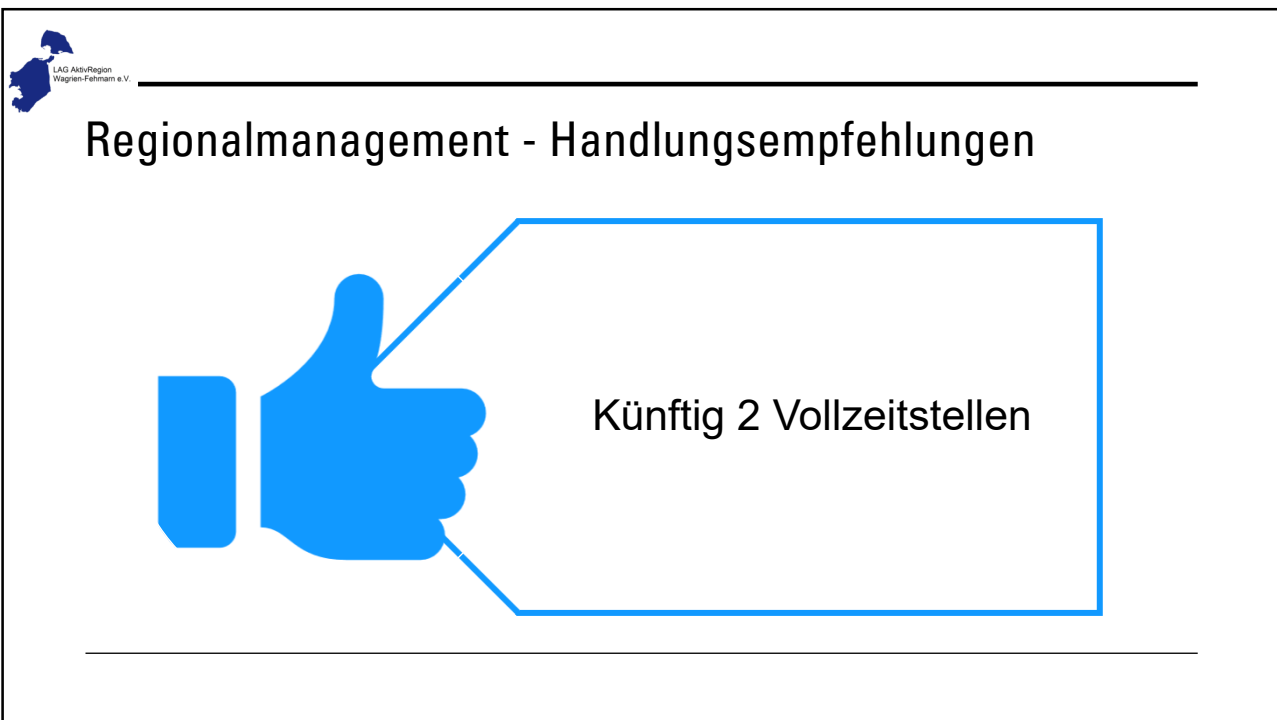 LAG AktivRegion
Wagrien-Fehmarn e.V.
Regionalmanagement - Handlungsempfehlungen
Künftig 2 Vollzeitstellen